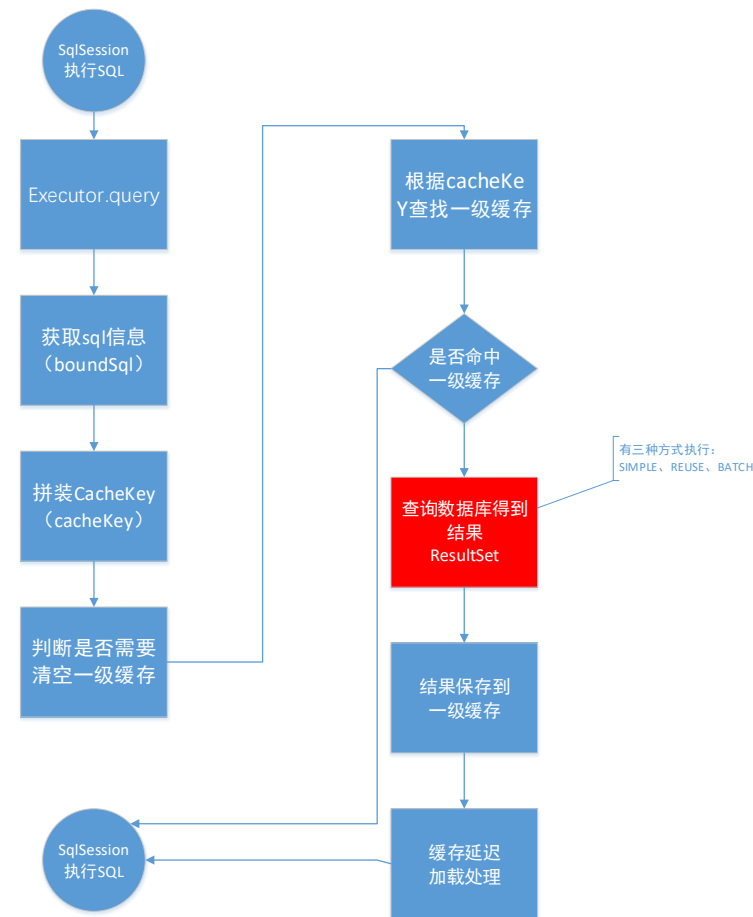 SqlSession
执行SQL
Executor.query
获取sql信息
（boundSql）
拼装CacheKey
（cacheKey）
判断是否需要
清空一级缓存
根据cacheKe
Y查找一级缓存
是否命中
一级缓存
有三种方式执行：
SIMPLE、REUSE、BATCH
查询数据库得到
结果
ResultSet
结果保存到
一级缓存
缓存延迟
加载处理
SqlSession
执行SQL